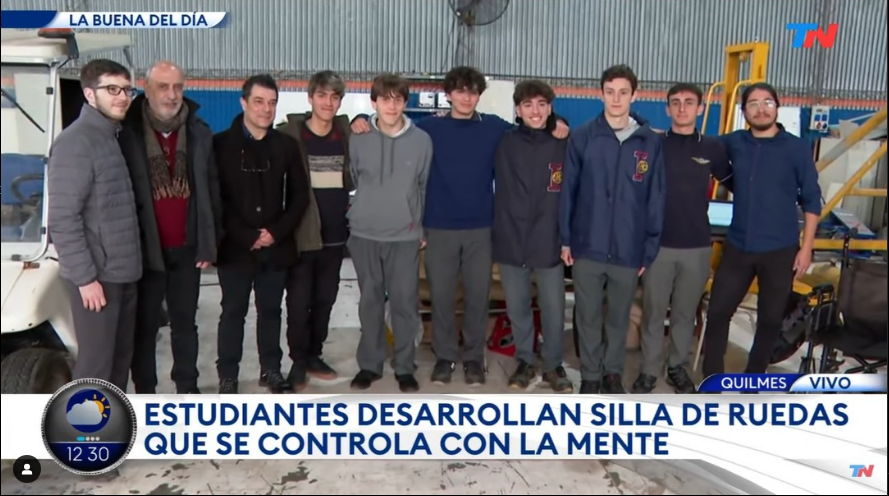 LA BUENA DEL DÍA
TN
QUILMES VIVO
12 30
ESTUDIANTES DESARROLLAN SILLA DE RUEDAS
QUE SE CONTROLA CON LA MENTE
TN